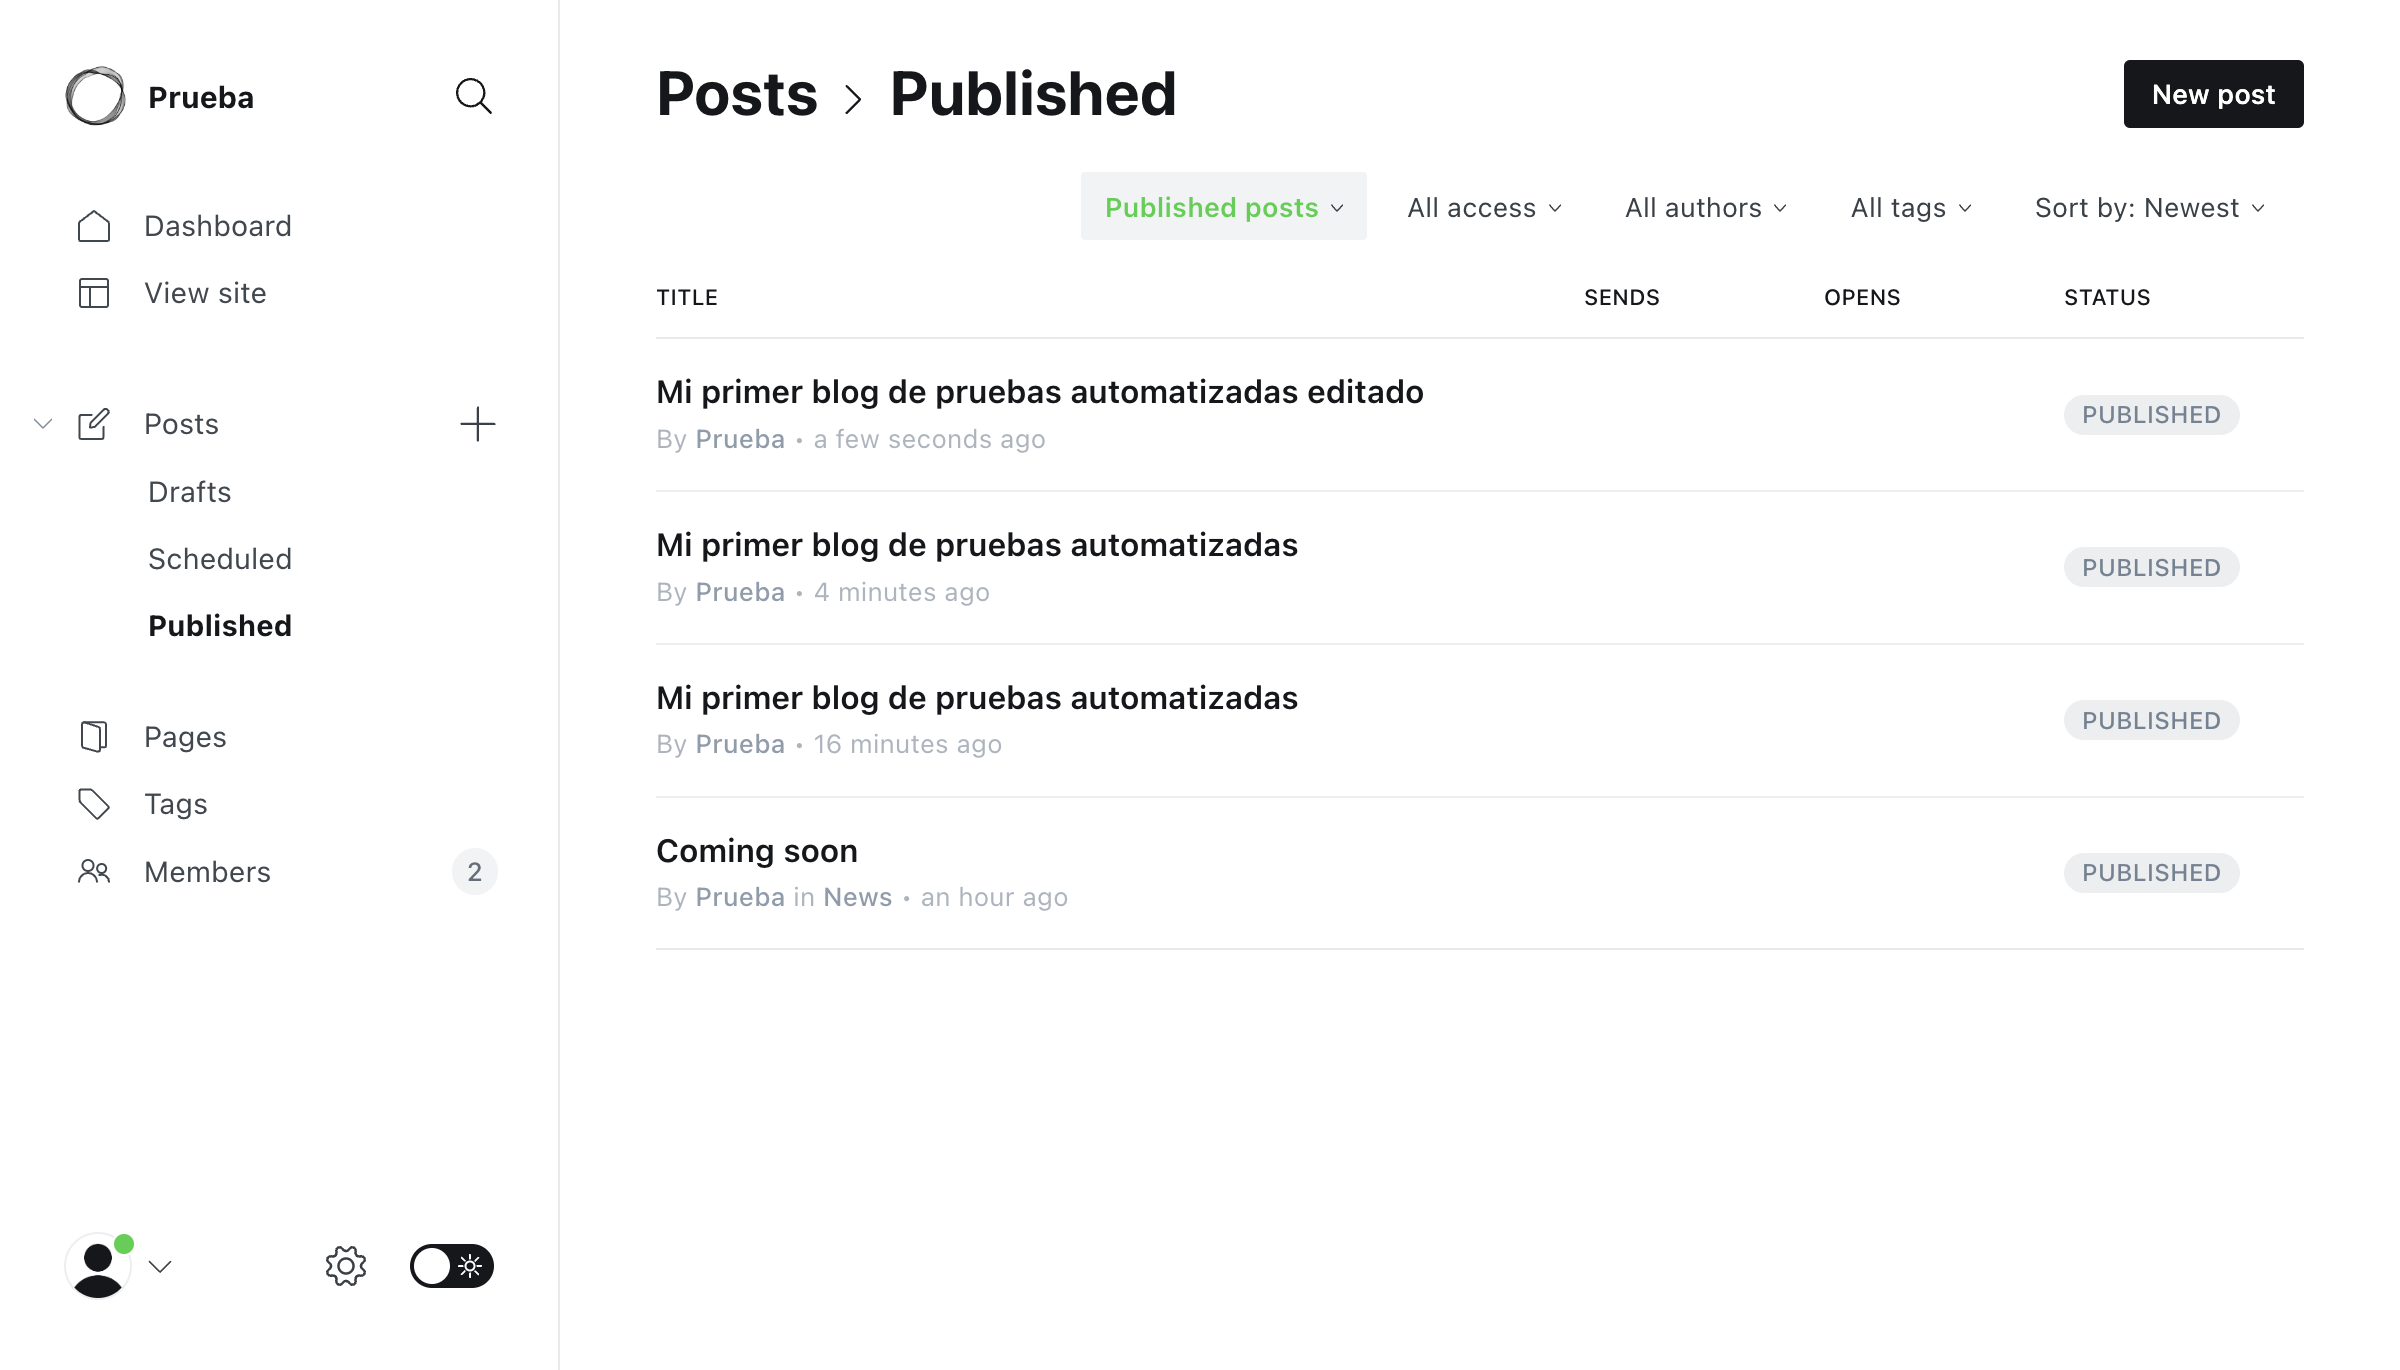 Prueba
Dashboard
View site
Posts
Drafts
Scheduled
Published
Pages
Tags
Members 2
Posts > Published
New post
Published posts All access All authors All tags Sort by: Newest
TITLE SENDS OPENS STATUS
Mi primer blog de pruebas automatizadas editado
By Prueba • a few seconds ago
PUBLISHED
Mi primer blog de pruebas automatizadas
By Prueba • 4 minutes ago
PUBLISHED
Mi primer blog de pruebas automatizadas
By Prueba • 16 minutes ago
PUBLISHED
Coming soon
By Prueba in News • an hour ago
PUBLISHED